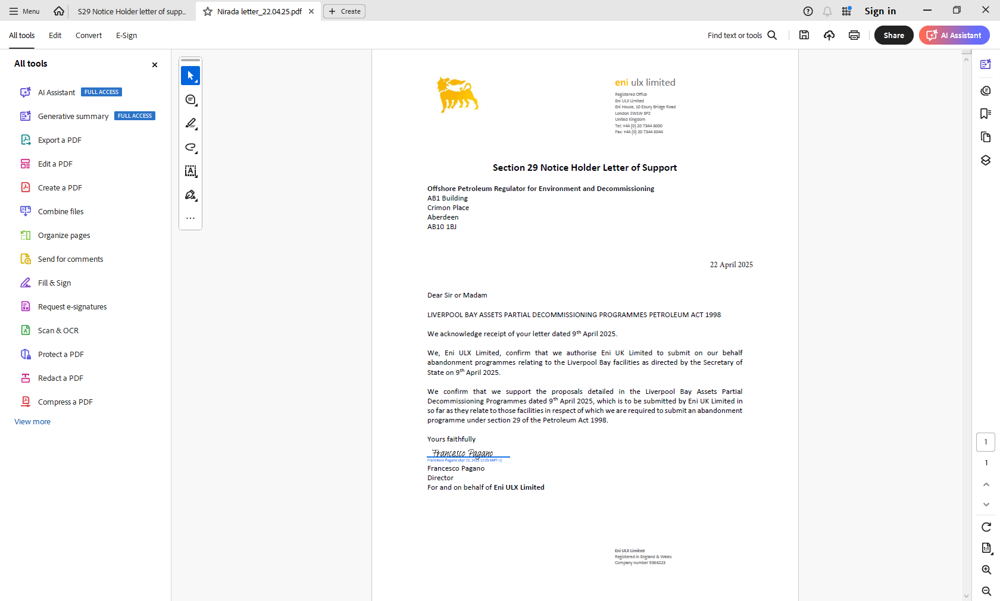 Menu
S29 Notice Holder letter of supp...
Nirada letter_22.04.25.pdf
Create
Sign in
All tools
Edit
Convert
E-Sign
Find text or tools
Share
AI Assistant
All tools
AI Assistant FULL ACCESS
Generative summary FULL ACCESS
Export a PDF
Edit a PDF
Create a PDF
Combine files
Organize pages
Send for comments
Fill & Sign
Request e-signatures
Scan & OCR
Protect a PDF
Redact a PDF
Compress a PDF
View more
eni ulx limited
Registered Office
Eni ULX Limited
Eni House, 10 Ebury Bridge Road
London SW1W 8PZ
United Kingdom
Tel: +44 (0) 20 7344 6000
Fax: +44 (0) 20 7344 6044
Section 29 Notice Holder Letter of Support
Offshore Petroleum Regulator for Environment and Decommissioning
AB1 Building
Crimon Place
Aberdeen
AB10 1BJ
22 April 2025
Dear Sir or Madam
LIVERPOOL BAY ASSETS PARTIAL DECOMMISSIONING PROGRAMMES PETROLEUM ACT 1998
We acknowledge receipt of your letter dated 9th April 2025.
We, Eni ULX Limited, confirm that we authorise Eni UK Limited to submit on our behalf
abandonment programmes relating to the Liverpool Bay facilities as directed by the Secretary of
State on 9th April 2025.
We confirm that we support the proposals detailed in the Liverpool Bay Assets Partial
Decommissioning Programmes dated 9th April 2025, which is to be submitted by Eni UK Limited in
so far as they relate to those facilities in respect of which we are required to submit an abandonment
programme under section 29 of the Petroleum Act 1998.
Yours faithfully
Francesco Pagano
Francesco Pagano (Apr 22, 2025 12:25 GMT+1)
Francesco Pagano
Director
For and on behalf of Eni ULX Limited
Eni ULX Limited
Registered in England & Wales
Company number 9366223
1
1